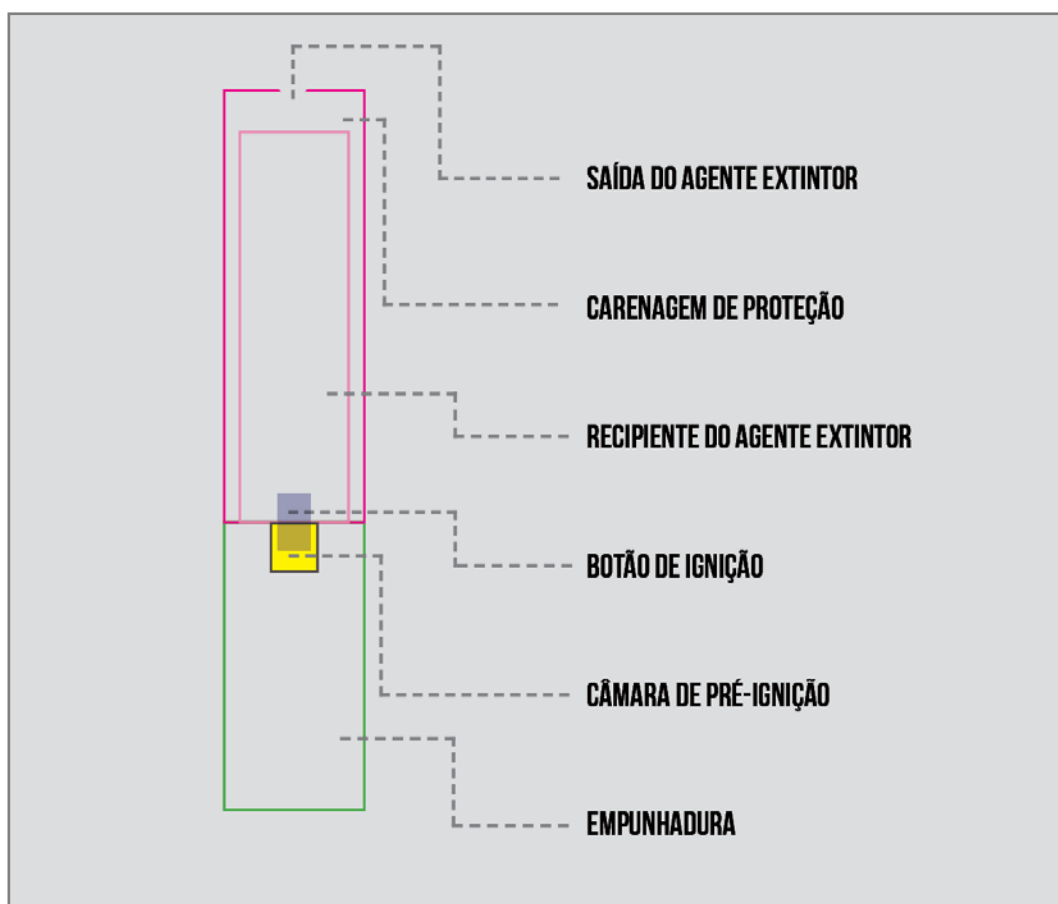 SAÍDA DO AGENTE EXTINTOR
CARENAGEM DE PROTEÇÃO
RECIPIENTE DO AGENTE EXTINTOR
BOTÃO DE IGNIÇÃO
CÂMARA DE PRÉ-IGNIÇÃO
EMPUNHADURA